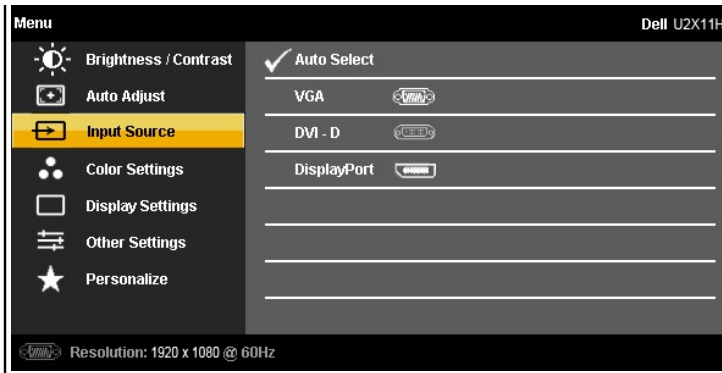 Menu Dell U2X11H
Brightness / Contrast Auto Select
Auto Adjust VGA
Input Source DVI - D
Color Settings DisplayPort
Display Settings
Other Settings
Personalize
Resolution: 1920 x 1080 @ 60Hz